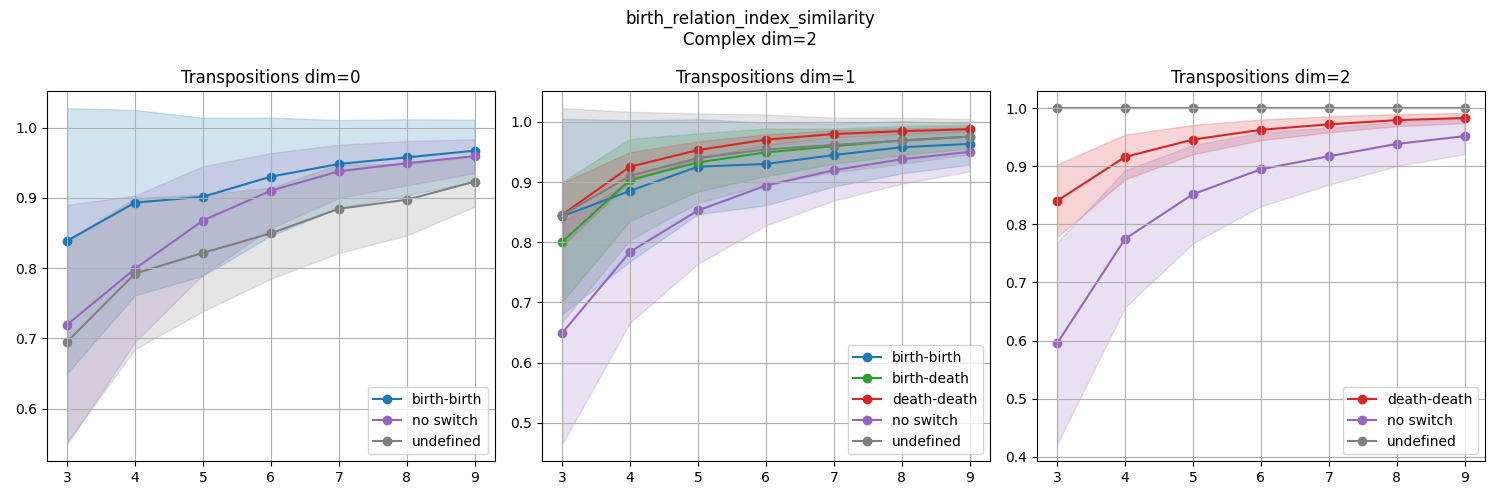 birth_relation_index_similarity
Complex dim=2
Transpositions dim=0
1.0
0.9
0.8
0.7
0.6
3 4 5 6 7 8 9
birth-birth
no switch
undefined
Transpositions dim=1
1.0
0.9
0.8
0.7
0.6
0.5
3 4 5 6 7 8 9
birth-birth
birth-death
death-death
no switch
undefined
Transpositions dim=2
1.0
0.9
0.8
0.7
0.6
0.5
0.4
3 4 5 6 7 8 9
death-death
no switch
undefined